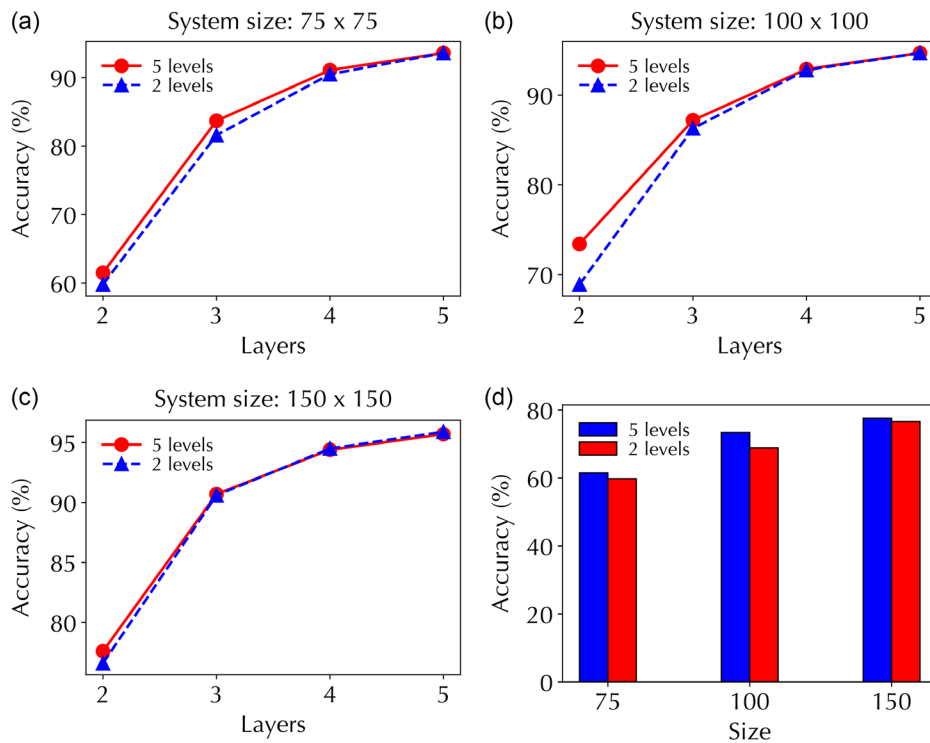 (a) System size: 75 x 75
Accuracy (%)
90
80
70
60
5 levels
2 levels
2 3 4 5
Layers
(b) System size: 100 x 100
Accuracy (%)
90
80
70
5 levels
2 levels
2 3 4 5
Layers
(c) System size: 150 x 150
Accuracy (%)
95
90
85
80
5 levels
2 levels
2 3 4 5
Layers
(d)
Accuracy (%)
80
60
40
20
0
5 levels
2 levels
75 100 150
Size